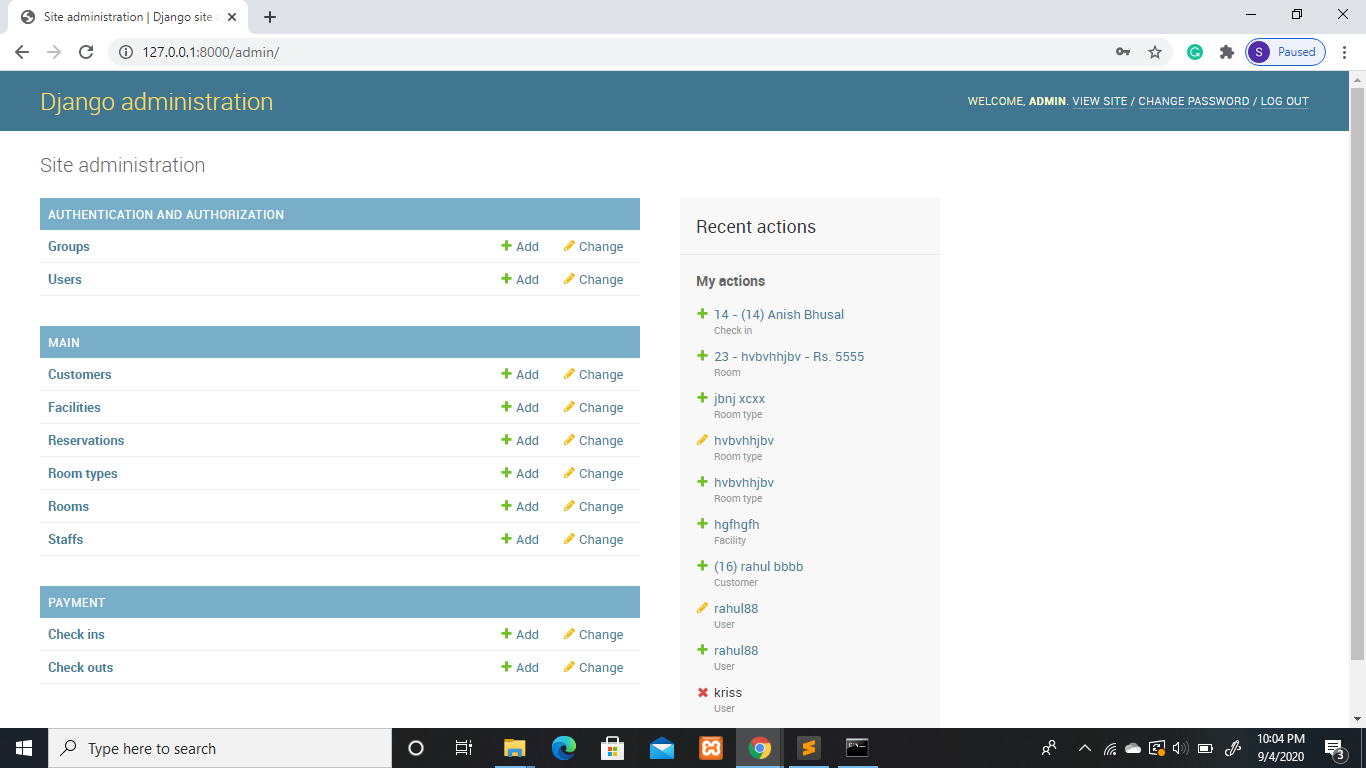 Site administration | Django site a
127.0.0.1:8000/admin/
S Paused
Django administration
WELCOME, ADMIN. VIEW SITE / CHANGE PASSWORD / LOG OUT
Site administration
AUTHENTICATION AND AUTHORIZATION
Groups Add Change
Users Add Change
MAIN
Customers Add Change
Facilities Add Change
Reservations Add Change
Room types Add Change
Rooms Add Change
Staffs Add Change
PAYMENT
Check ins Add Change
Check outs Add Change
Recent actions
My actions
14 - (14) Anish Bhusal
Check in
23 - hvbvhhjbv - Rs. 5555
Room
jbnj xcxx
Room type
hvbvhhjbv
Room type
hvbvhhjbv
Room type
hgfhgfh
Facility
(16) rahul bbbb
Customer
rahul88
User
rahul88
User
kriss
User
Type here to search
10:04 PM
9/4/2020
3